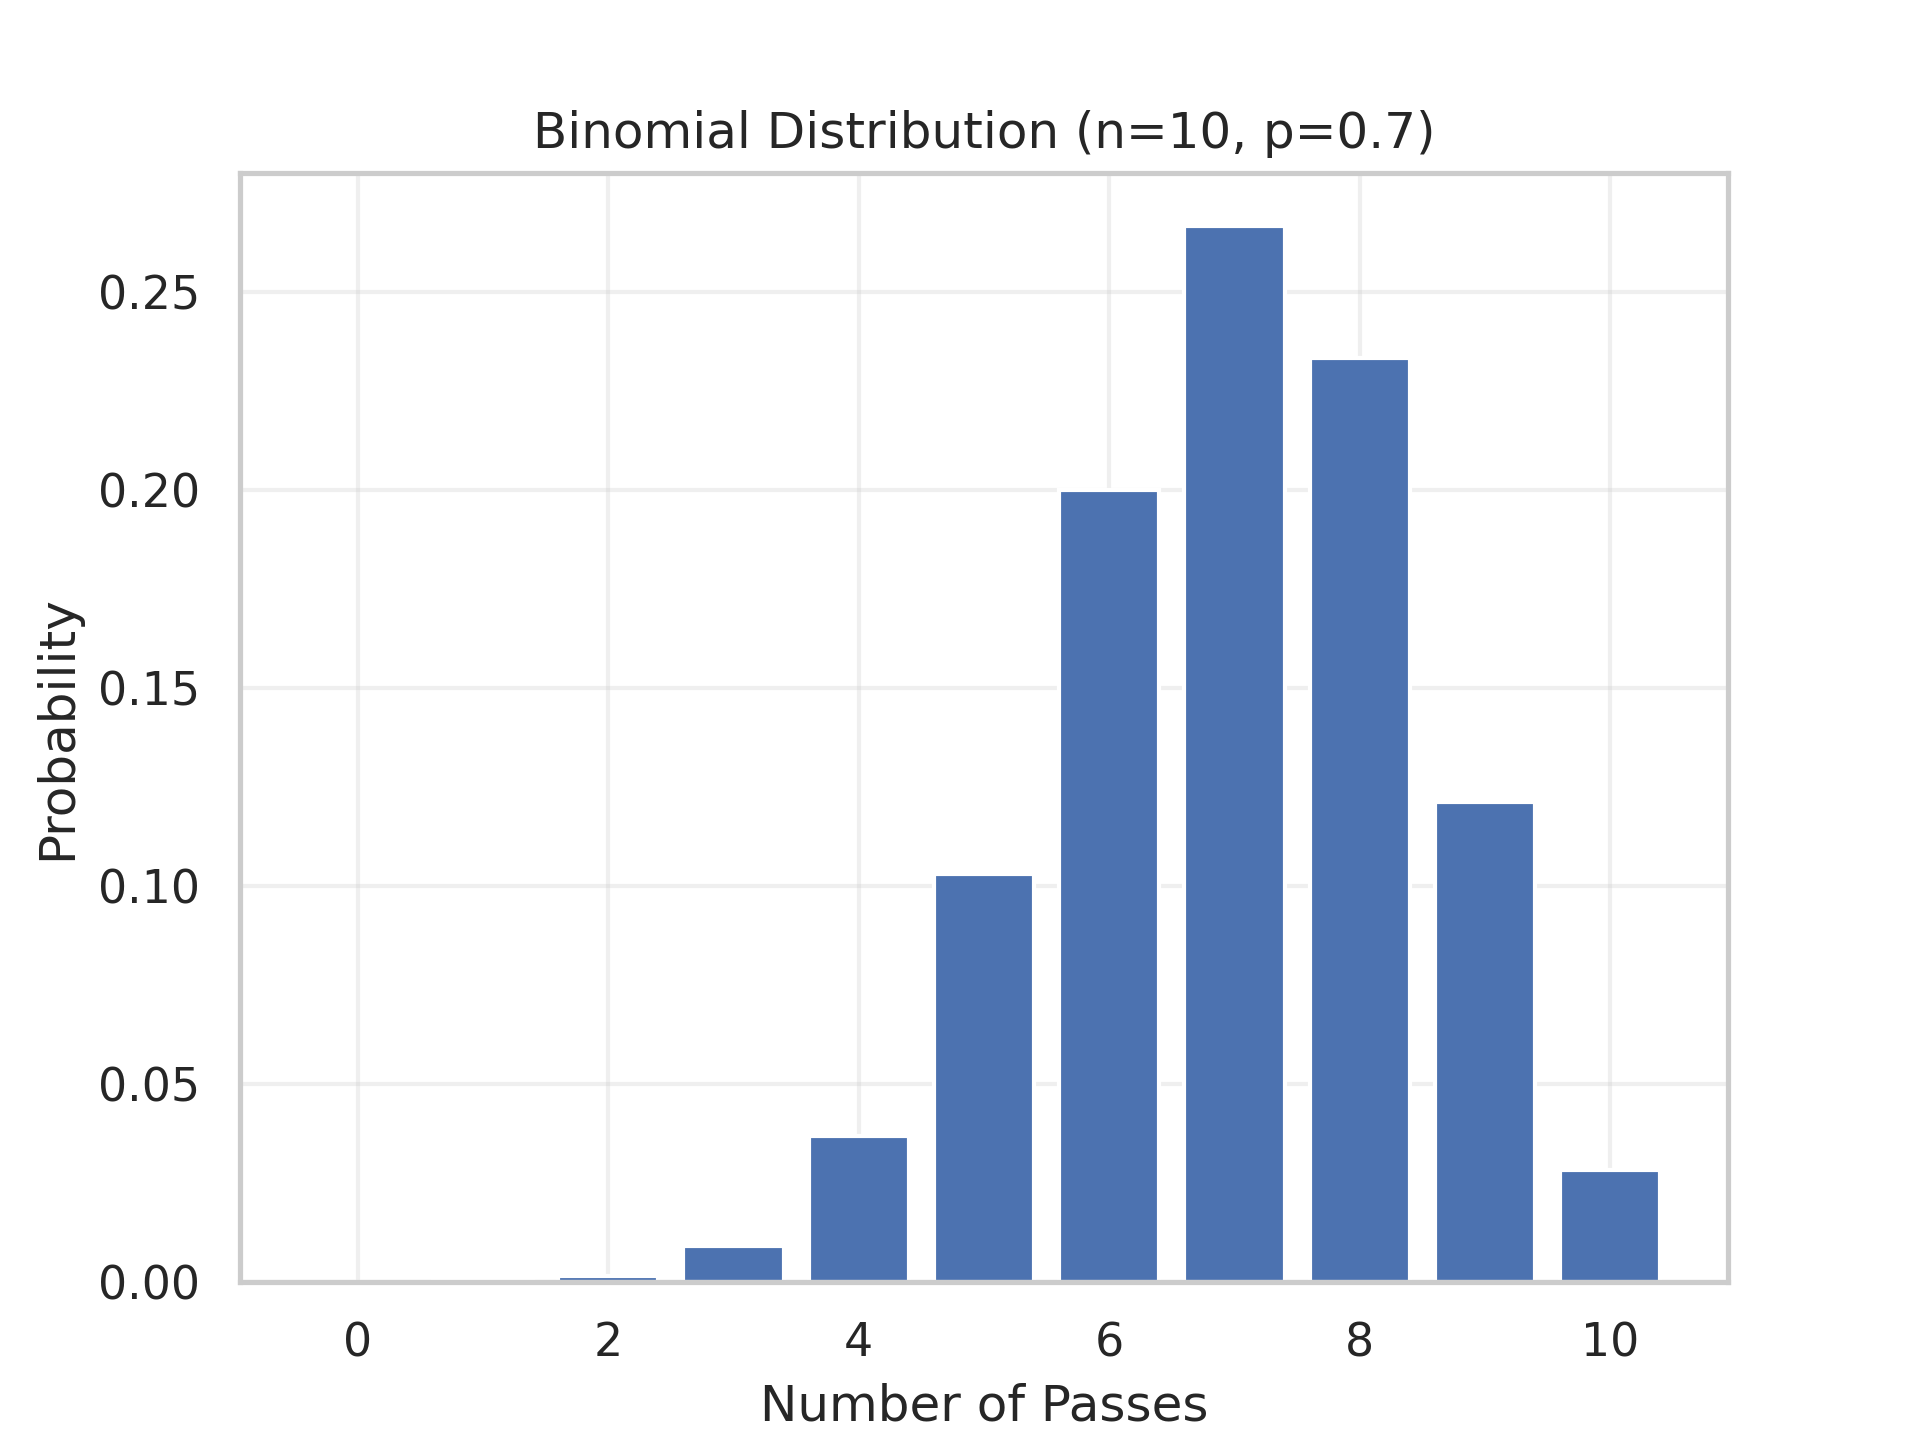 Binomial Distribution (n=10, p=0.7)
Probability
0.25
0.20
0.15
0.10
0.05
0.00
0 2 4 6 8 10
Number of Passes